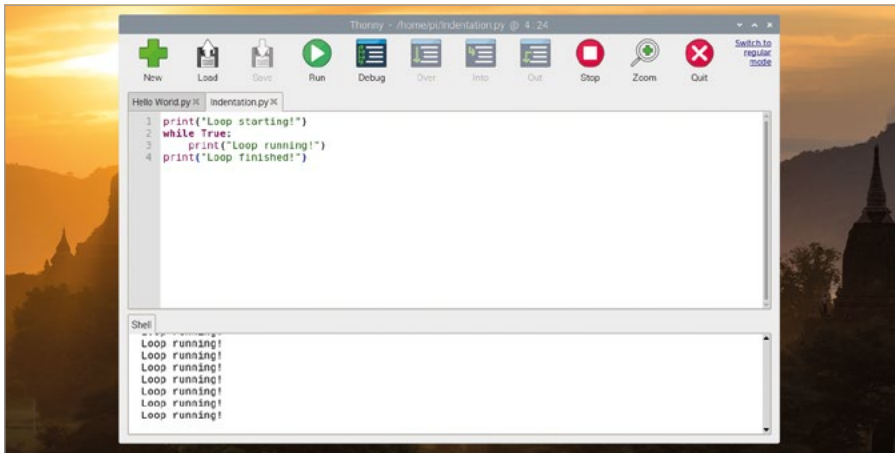 Thonny - /home/pi/Indentation.py @ 4:24
New Load Save Run Debug Over Into Out Stop Zoom Quit
Switch to
regular
mode
Hello World.py Indentation.py
1 print("Loop starting!")
2 while True:
3     print("Loop running!")
4 print("Loop finished!")
Shell
Loop running!
Loop running!
Loop running!
Loop running!
Loop running!
Loop running!
Loop running!